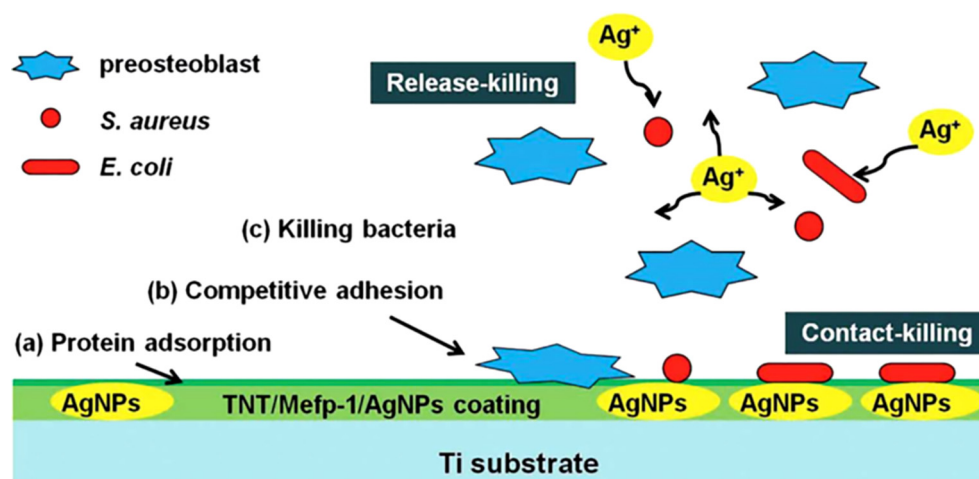 preosteoblast
S. aureus
E. coli
Release-killing
Ag⁺
Ag⁺
Ag⁺
(c) Killing bacteria
(b) Competitive adhesion
(a) Protein adsorption
Contact-killing
AgNPs TNT/Mefp-1/AgNPs coating AgNPs AgNPs AgNPs
Ti substrate